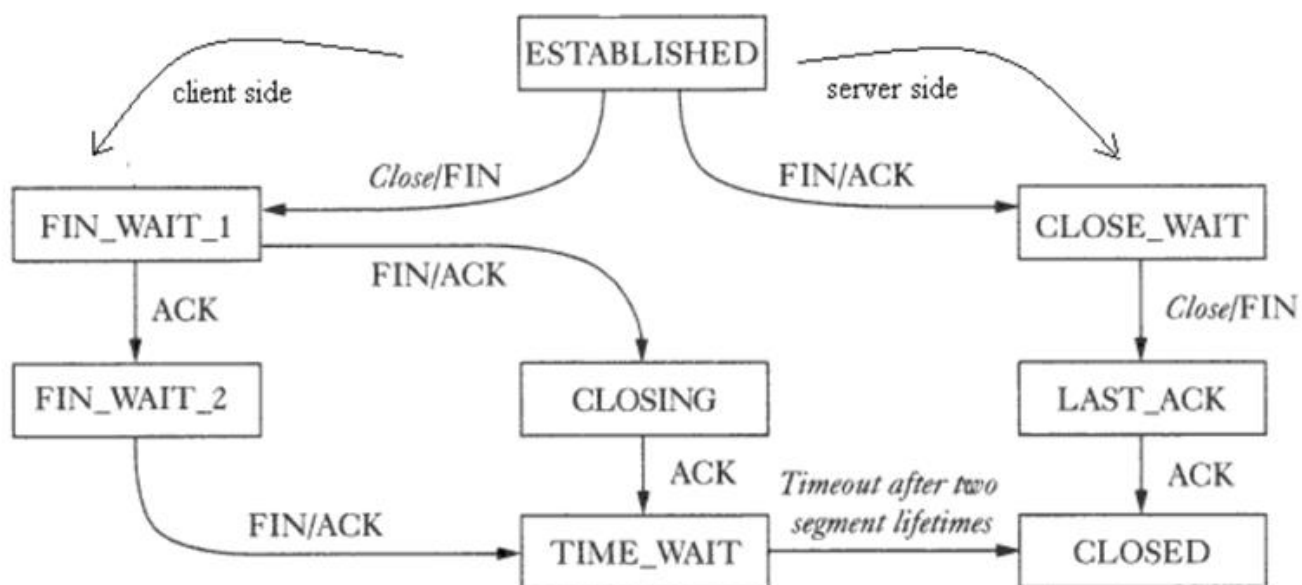 ESTABLISHED
client side
server side
Close/FIN
FIN/ACK
FIN_WAIT_1
CLOSE_WAIT
FIN/ACK
ACK
Close/FIN
FIN_WAIT_2
CLOSING
LAST_ACK
ACK
ACK
Timeout after two
segment lifetimes
FIN/ACK
TIME_WAIT
CLOSED